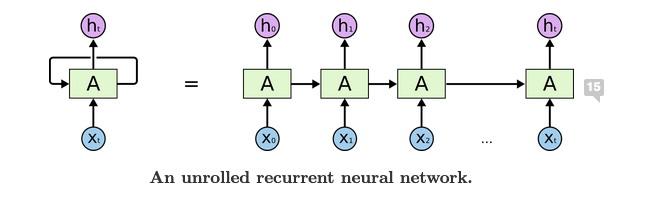 hₜ h₀ h₁ h₂ hₜ
A = A A A A 15
xₜ x₀ x₁ x₂ ... xₜ
An unrolled recurrent neural network.